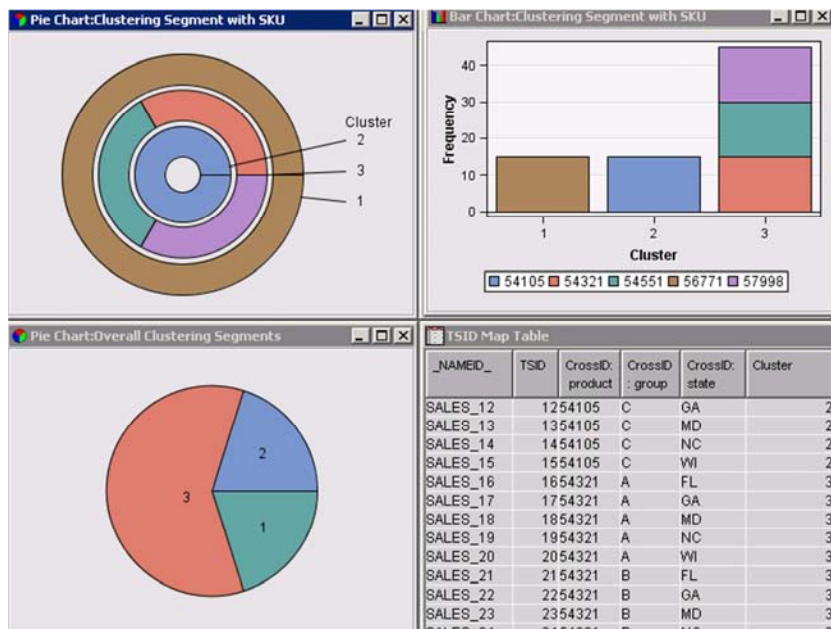 Pie Chart:Clustering Segment with SKU
Cluster
2
3
1
Bar Chart:Clustering Segment with SKU
Frequency
40
30
20
10
0
1 2 3
Cluster
54105 54321 54551 56771 57998
Pie Chart:Overall Clustering Segments
3
2
1
TSID Map Table
_NAMEID_ TSID CrossID: product CrossID : group CrossID: state Cluster
SALES_12 12 54105 C GA 2
SALES_13 13 54105 C MD 2
SALES_14 14 54105 C NC 2
SALES_15 15 54105 C WI 2
SALES_16 16 54321 A FL 3
SALES_17 17 54321 A GA 3
SALES_18 18 54321 A MD 3
SALES_19 19 54321 A NC 3
SALES_20 20 54321 A WI 3
SALES_21 21 54321 B FL 3
SALES_22 22 54321 B GA 3
SALES_23 23 54321 B MD 3